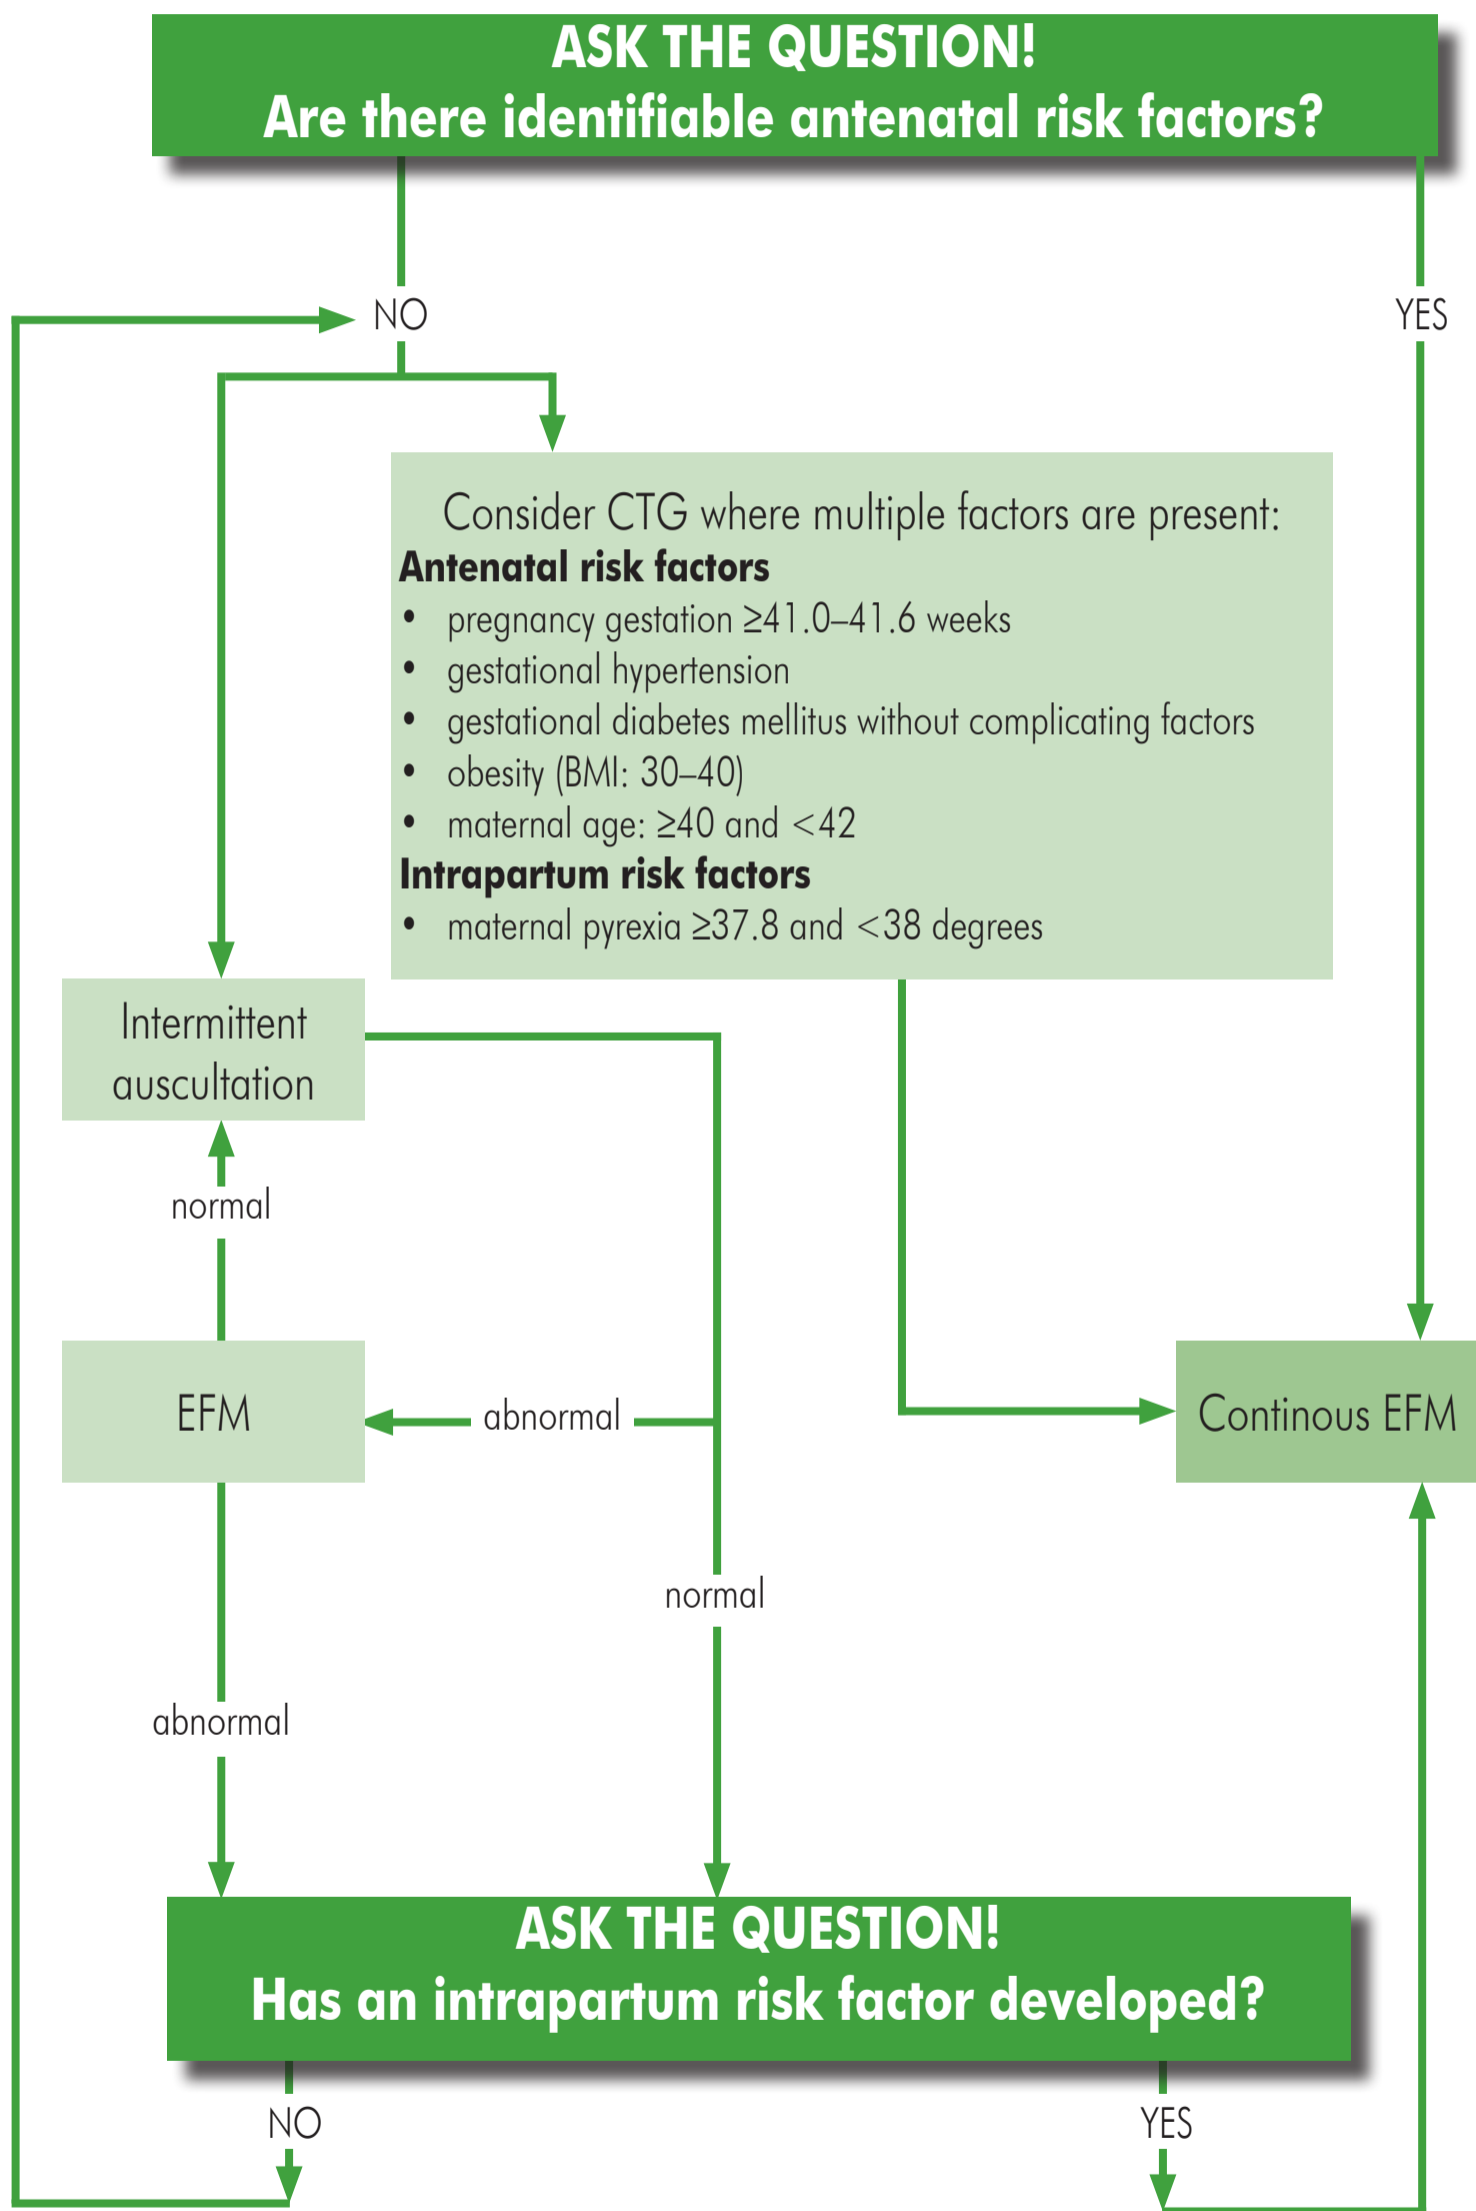 ASK THE QUESTION!
Are there identifiable antenatal risk factors?
NO
YES
Consider CTG where multiple factors are present:
Antenatal risk factors
• pregnancy gestation ≥41.0–41.6 weeks
• gestational hypertension
• gestational diabetes mellitus without complicating factors
• obesity (BMI: 30–40)
• maternal age: ≥40 and <42
Intrapartum risk factors
• maternal pyrexia ≥37.8 and <38 degrees
Intermittent
auscultation
normal
EFM
abnormal
Continous EFM
normal
abnormal
ASK THE QUESTION!
Has an intrapartum risk factor developed?
NO
YES